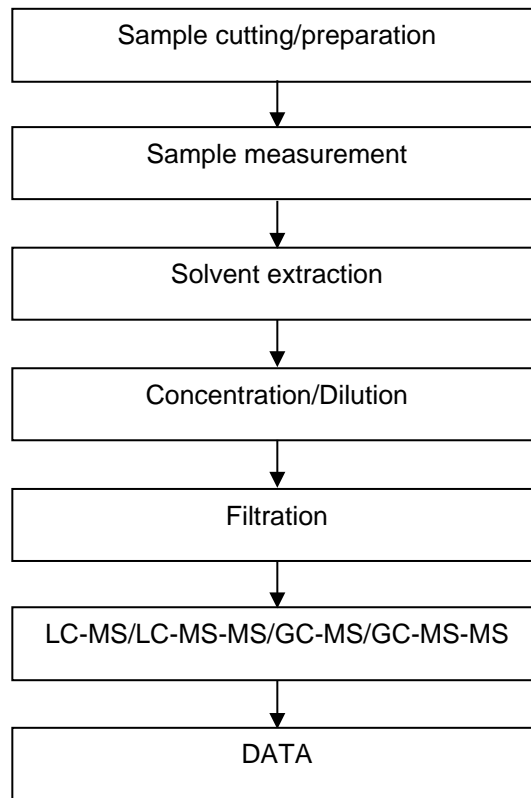 Sample cutting/preparation
Sample measurement
Solvent extraction
Concentration/Dilution
Filtration
LC-MS/LC-MS-MS/GC-MS/GC-MS-MS
DATA